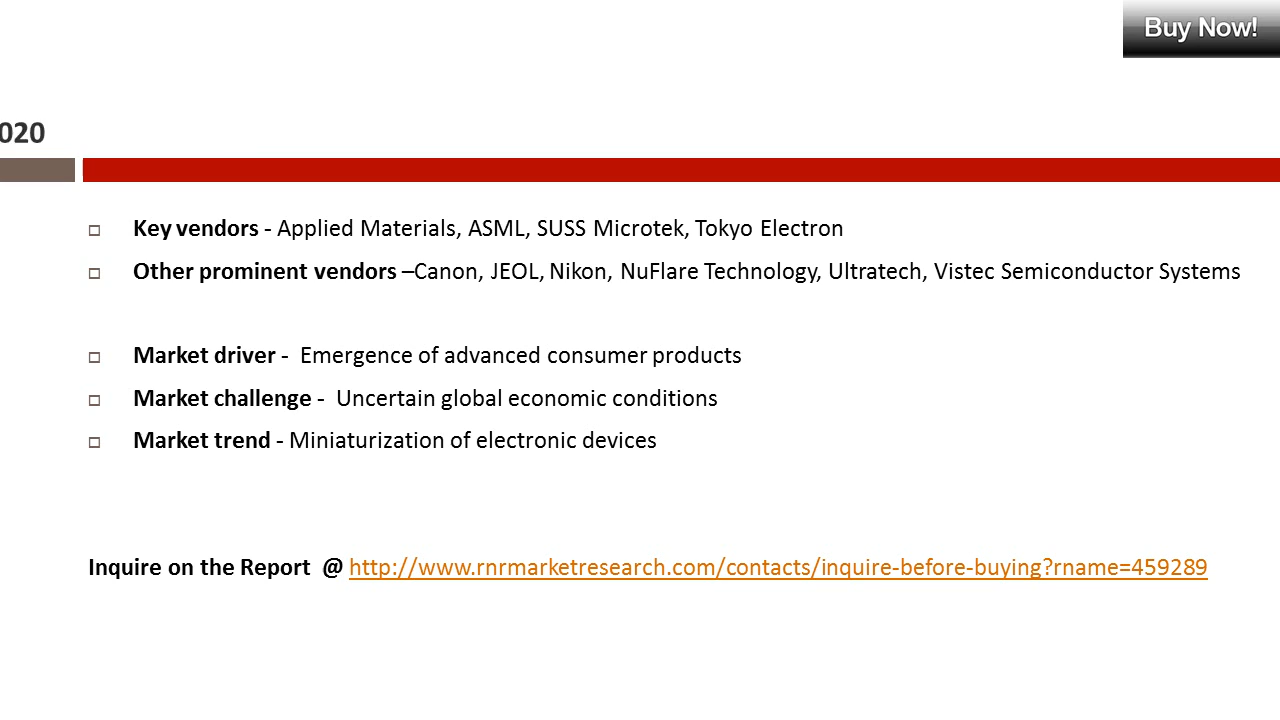 Buy Now!
020
Key vendors - Applied Materials, ASML, SUSS Microtek, Tokyo Electron
Other prominent vendors –Canon, JEOL, Nikon, NuFlare Technology, Ultratech, Vistec Semiconductor Systems
Market driver - Emergence of advanced consumer products
Market challenge - Uncertain global economic conditions
Market trend - Miniaturization of electronic devices
Inquire on the Report @ http://www.rnrmarketresearch.com/contacts/inquire-before-buying?rname=459289